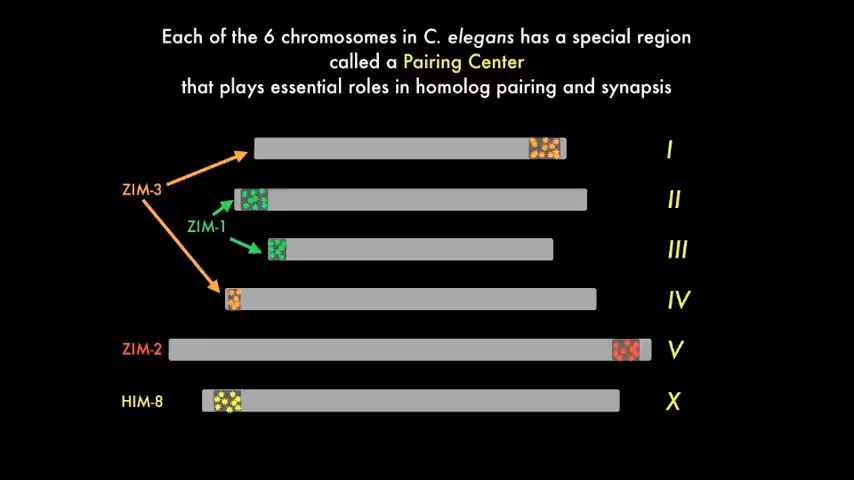 Each of the 6 chromosomes in C. elegans has a special region
called a Pairing Center
that plays essential roles in homolog pairing and synapsis
I
ZIM-3
II
ZIM-1
III
IV
ZIM-2
V
HIM-8
X